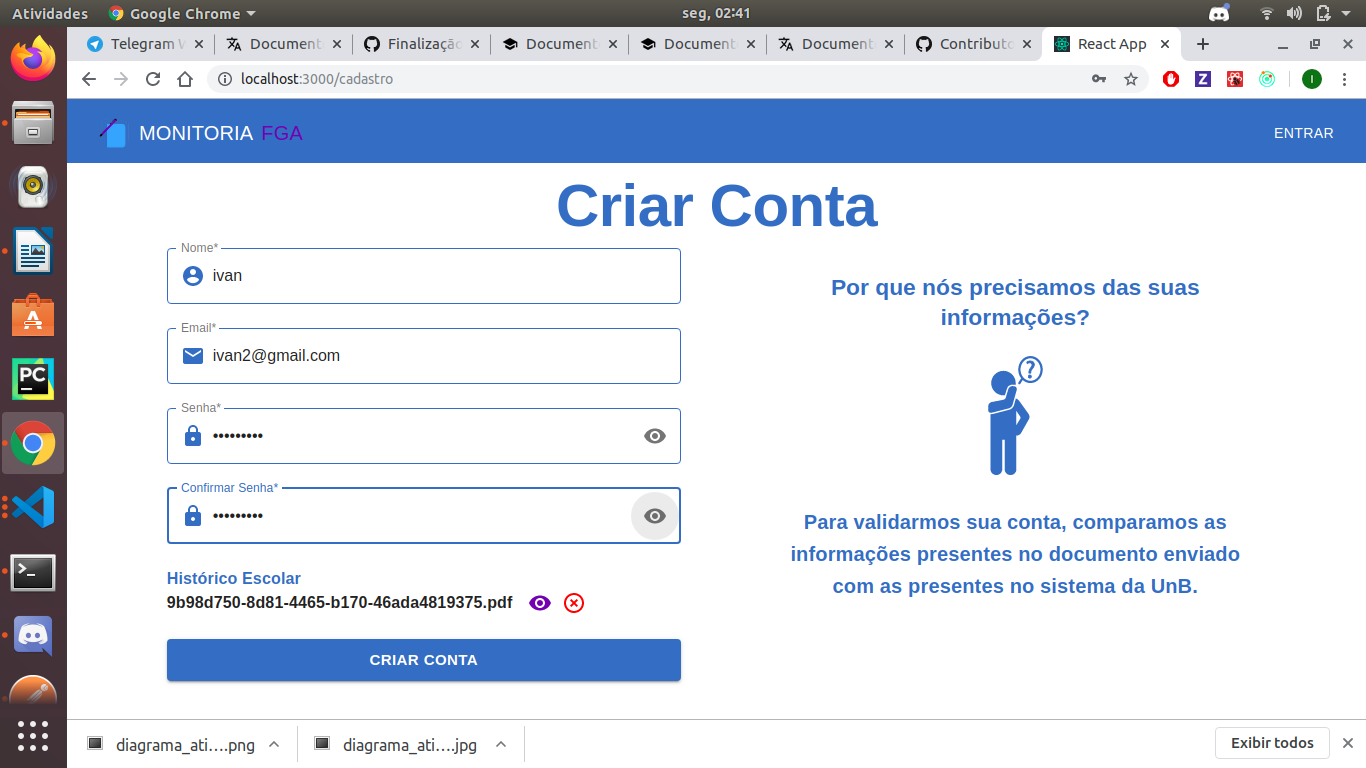 Atividades
Google Chrome
seg, 02:41
Telegram W
Document
Finalização
Document
Document
Document
Contributo
React App
localhost:3000/cadastro
Z
I
MONITORIA FGA
ENTRAR
Criar Conta
Nome*
ivan
Email*
ivan2@gmail.com
Senha*
•••••••••
Confirmar Senha*
•••••••••
Histórico Escolar
9b98d750-8d81-4465-b170-46ada4819375.pdf
CRIAR CONTA
Por que nós precisamos das suas
informações?
?
Para validarmos sua conta, comparamos as
informações presentes no documento enviado
com as presentes no sistema da UnB.
PC
diagrama_ati....png
diagrama_ati....jpg
Exibir todos